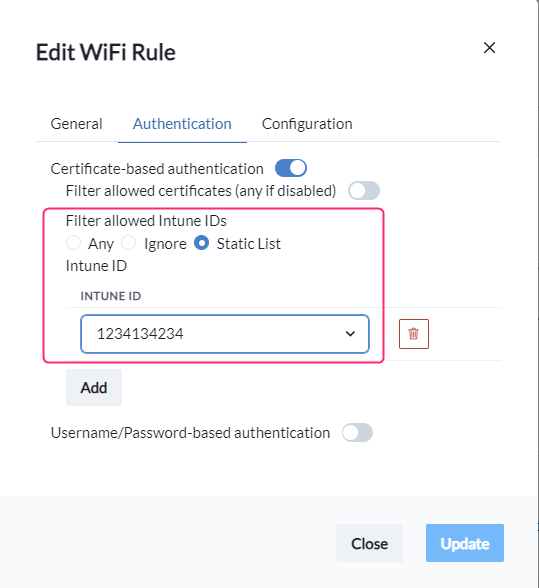 Edit WiFi Rule
General Authentication Configuration
Certificate-based authentication
Filter allowed certificates (any if disabled)
Filter allowed Intune IDs
Any Ignore Static List
Intune ID
INTUNE ID
1234134234
Add
Username/Password-based authentication
Close Update